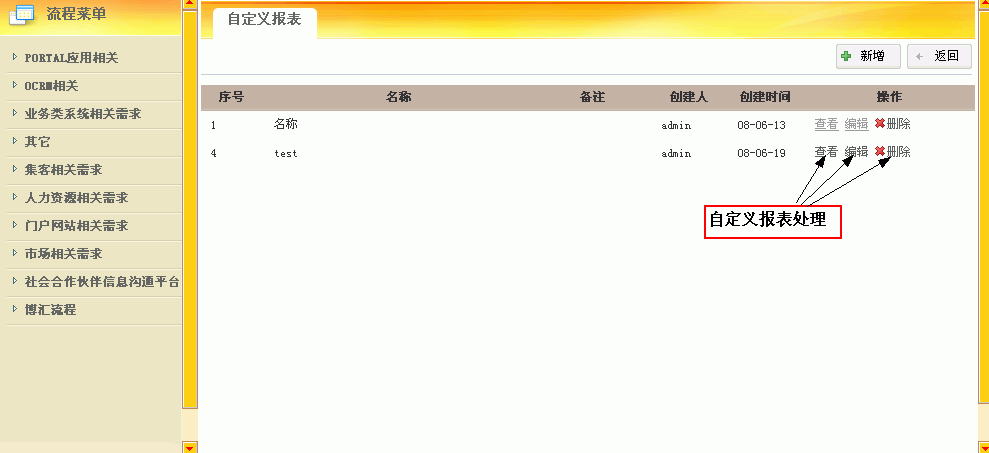 流程菜单
PORTAL应用相关
OCRM相关
业务类系统相关需求
其它
集客相关需求
人力资源相关需求
门户网站相关需求
市场相关需求
社会合作伙伴信息沟通平台
博汇流程
自定义报表
新增 返回
序号 名称 备注 创建人 创建时间 操作
1 名称 admin 08-06-13 查看 编辑 删除
4 test admin 08-06-19 查看 编辑 删除
自定义报表处理